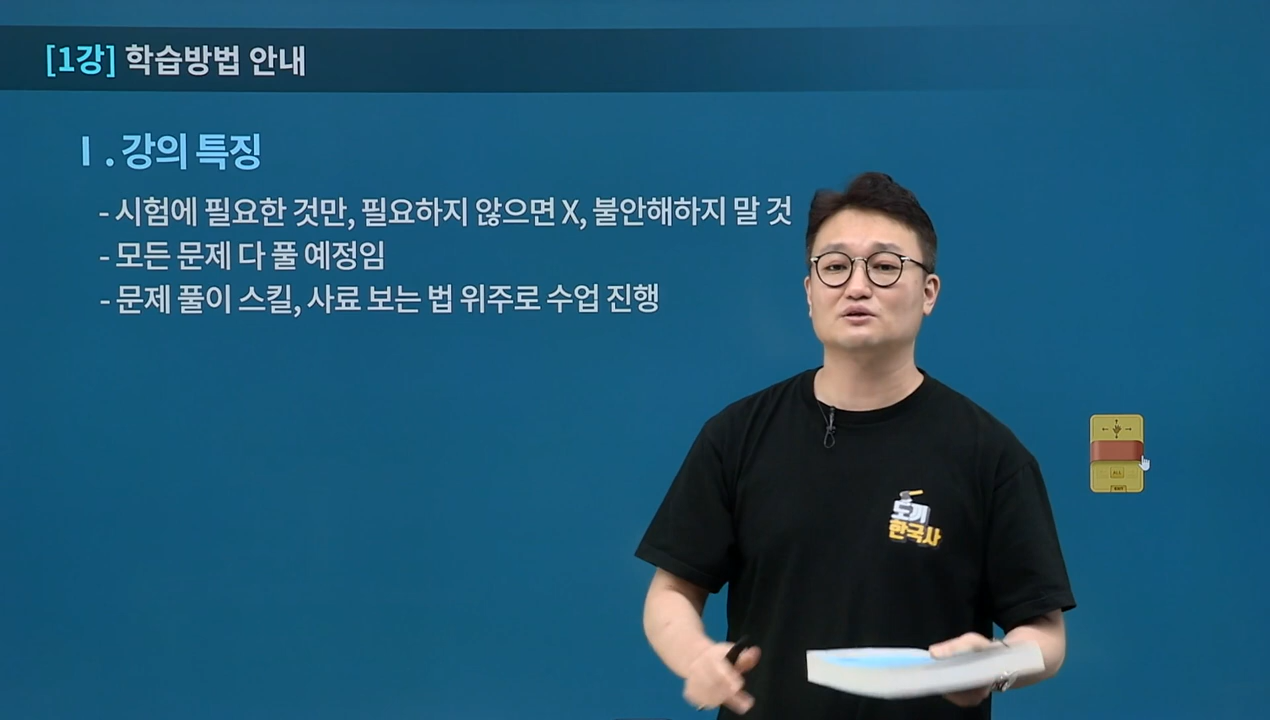 [1강] 학습방법 안내
Ⅰ. 강의 특징
- 시험에 필요한 것만, 필요하지 않으면 X, 불안해하지 말 것
- 모든 문제 다 풀 예정임
- 문제 풀이 스킬, 사료 보는 법 위주로 수업 진행
도끼
한국사